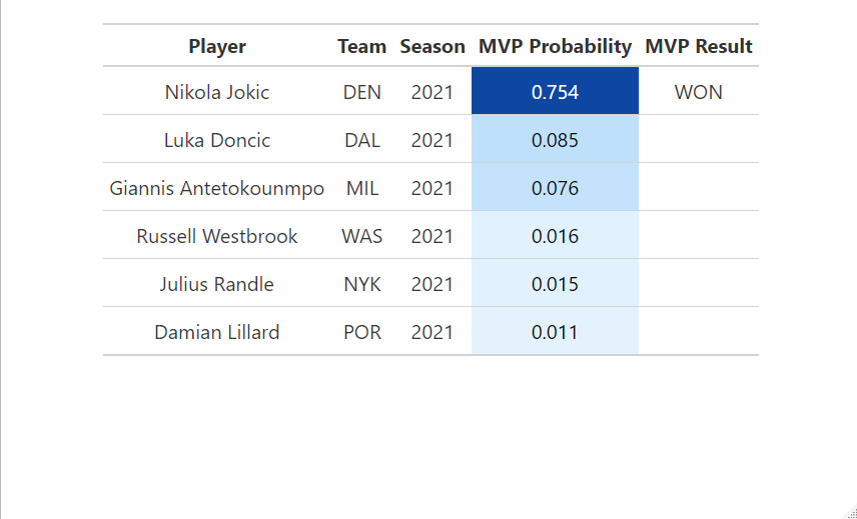 Player Team Season MVP Probability MVP Result
Nikola Jokic DEN 2021 0.754 WON
Luka Doncic DAL 2021 0.085
Giannis Antetokounmpo MIL 2021 0.076
Russell Westbrook WAS 2021 0.016
Julius Randle NYK 2021 0.015
Damian Lillard POR 2021 0.011